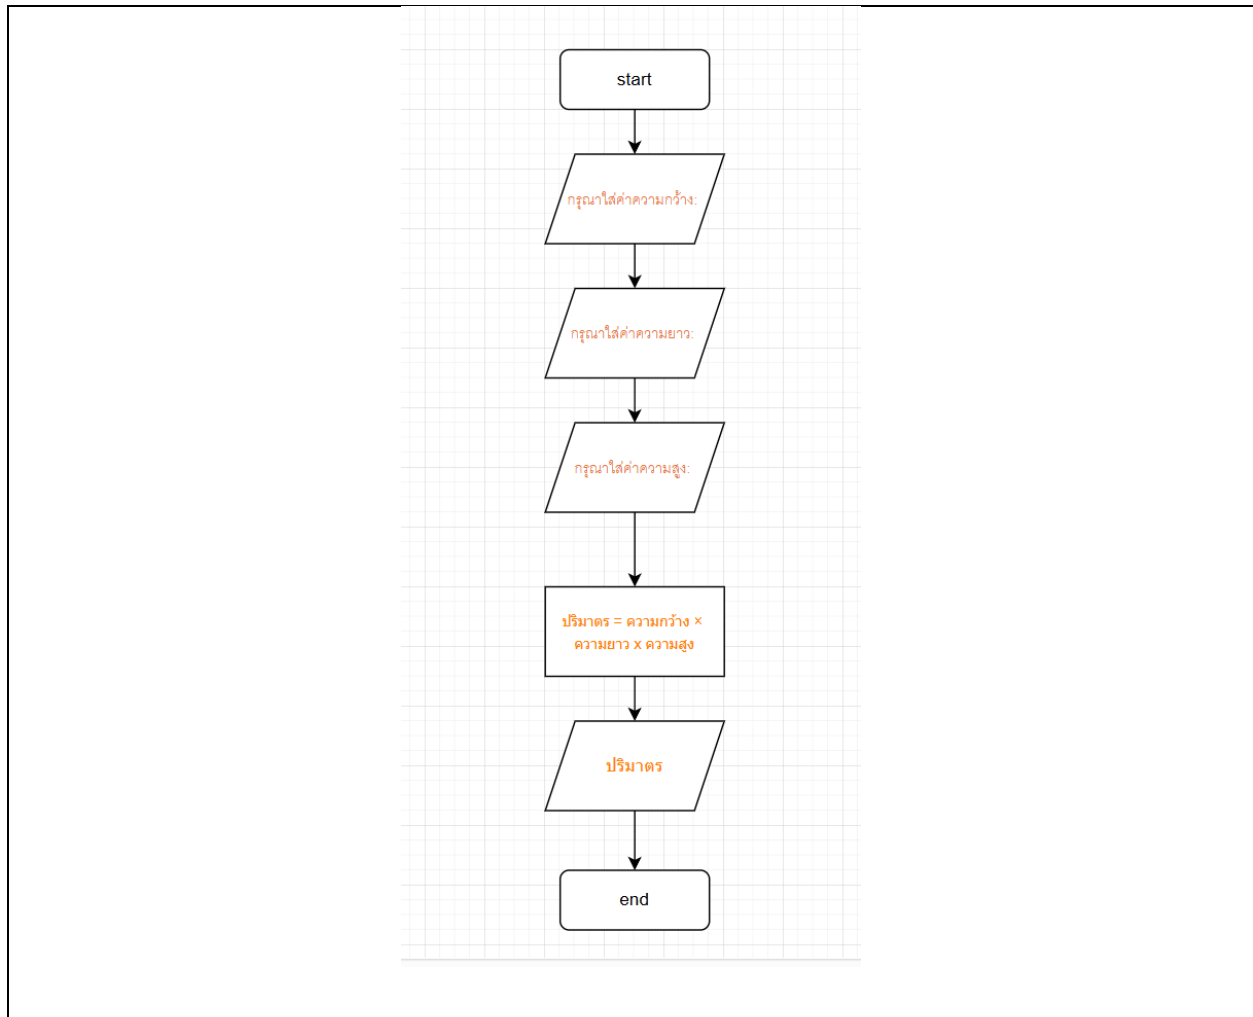 start
กรุณาใส่ค่าความกว้าง:
กรุณาใส่ค่าความยาว:
กรุณาใส่ค่าความสูง:
ปริมาตร = ความกว้าง ×
ความยาว x ความสูง
ปริมาตร
end